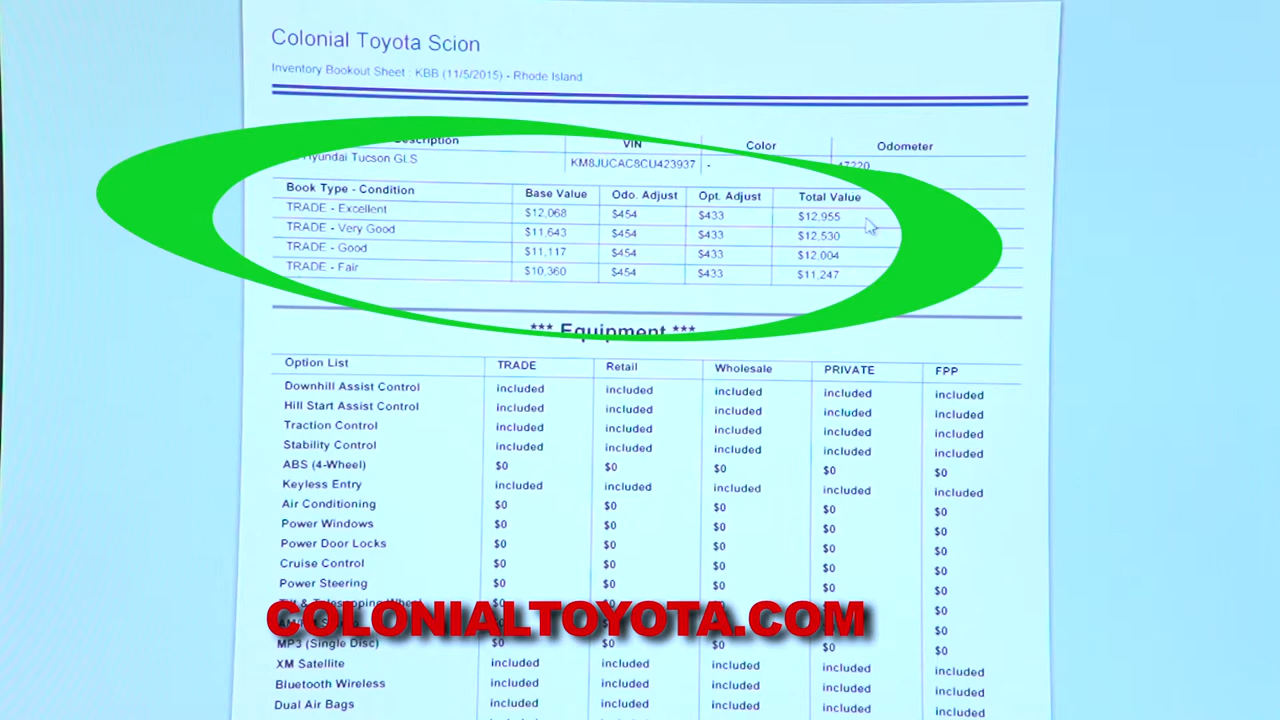 Colonial Toyota Scion
Inventory Bookout Sheet : KBB (11/5/2015) - Rhode Island
Description VIN Color Odometer
Hyundai Tucson GLS KM8JUCAC8CU423937 - 47220
Book Type - Condition Base Value Odo. Adjust Opt. Adjust Total Value
TRADE - Excellent $12,068 $454 $433 $12,955
TRADE - Very Good $11,643 $454 $433 $12,530
TRADE - Good $11,117 $454 $433 $12,004
TRADE - Fair $10,360 $454 $433 $11,247
*** Equipment ***
Option List TRADE Retail Wholesale PRIVATE FPP
Downhill Assist Control included included included included included
Hill Start Assist Control included included included included included
Traction Control included included included included included
Stability Control included included included included included
ABS (4-Wheel) $0 $0 $0 $0 $0
Keyless Entry included included included included included
Air Conditioning $0 $0 $0 $0 $0
Power Windows $0 $0 $0 $0 $0
Power Door Locks $0 $0 $0 $0 $0
Cruise Control $0 $0 $0 $0 $0
Power Steering $0 $0 $0 $0 $0
Tilt & Telescoping Wheel $0 $0 $0 $0
COLONIALTOYOTA.COM
$0 $0
MP3 (Single Disc) $0 $0 $0 $0 $0
XM Satellite included included included included included
Bluetooth Wireless included included included included included
Dual Air Bags included included included included included